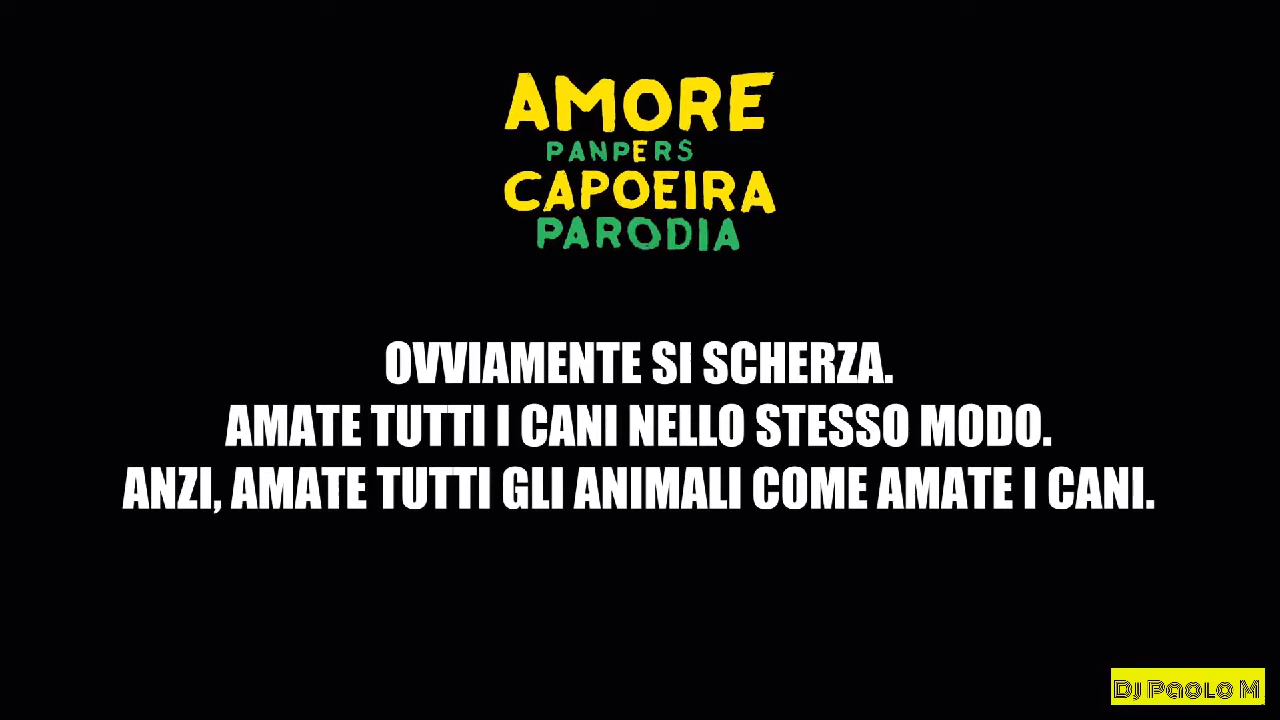 AMORE
PANPERS
CAPOEIRA
PARODIA
OVVIAMENTE SI SCHERZA.
AMATE TUTTI I CANI NELLO STESSO MODO.
ANZI, AMATE TUTTI GLI ANIMALI COME AMATE I CANI.
DJ PAOLO M